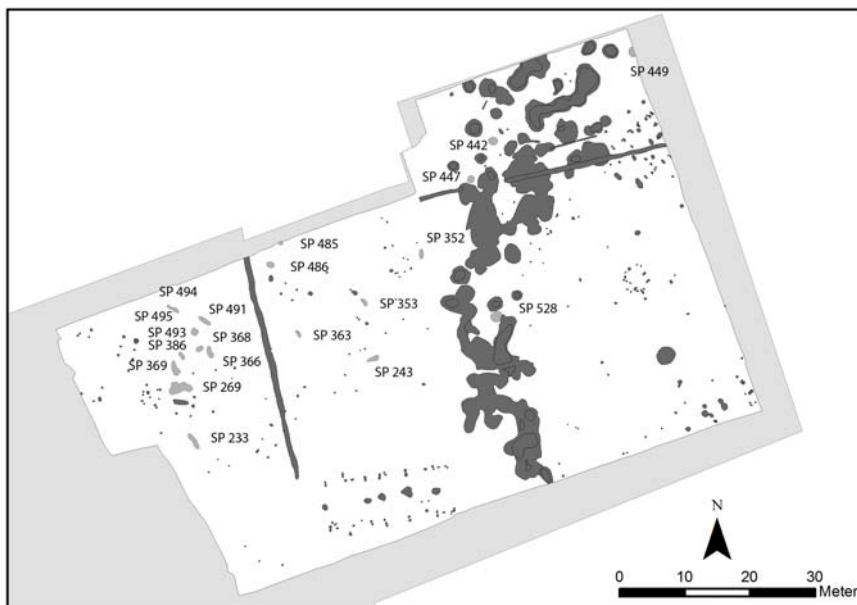 SP 449
SP 442
SP 447
SP 485
SP 352
SP 486
SP 494
SP 495
SP 491
SP 353
SP 528
SP 493
SP 368
SP 363
SP 386
SP 366
SP 369
SP 243
SP 269
SP 233
N
0 10 20 30
Meter